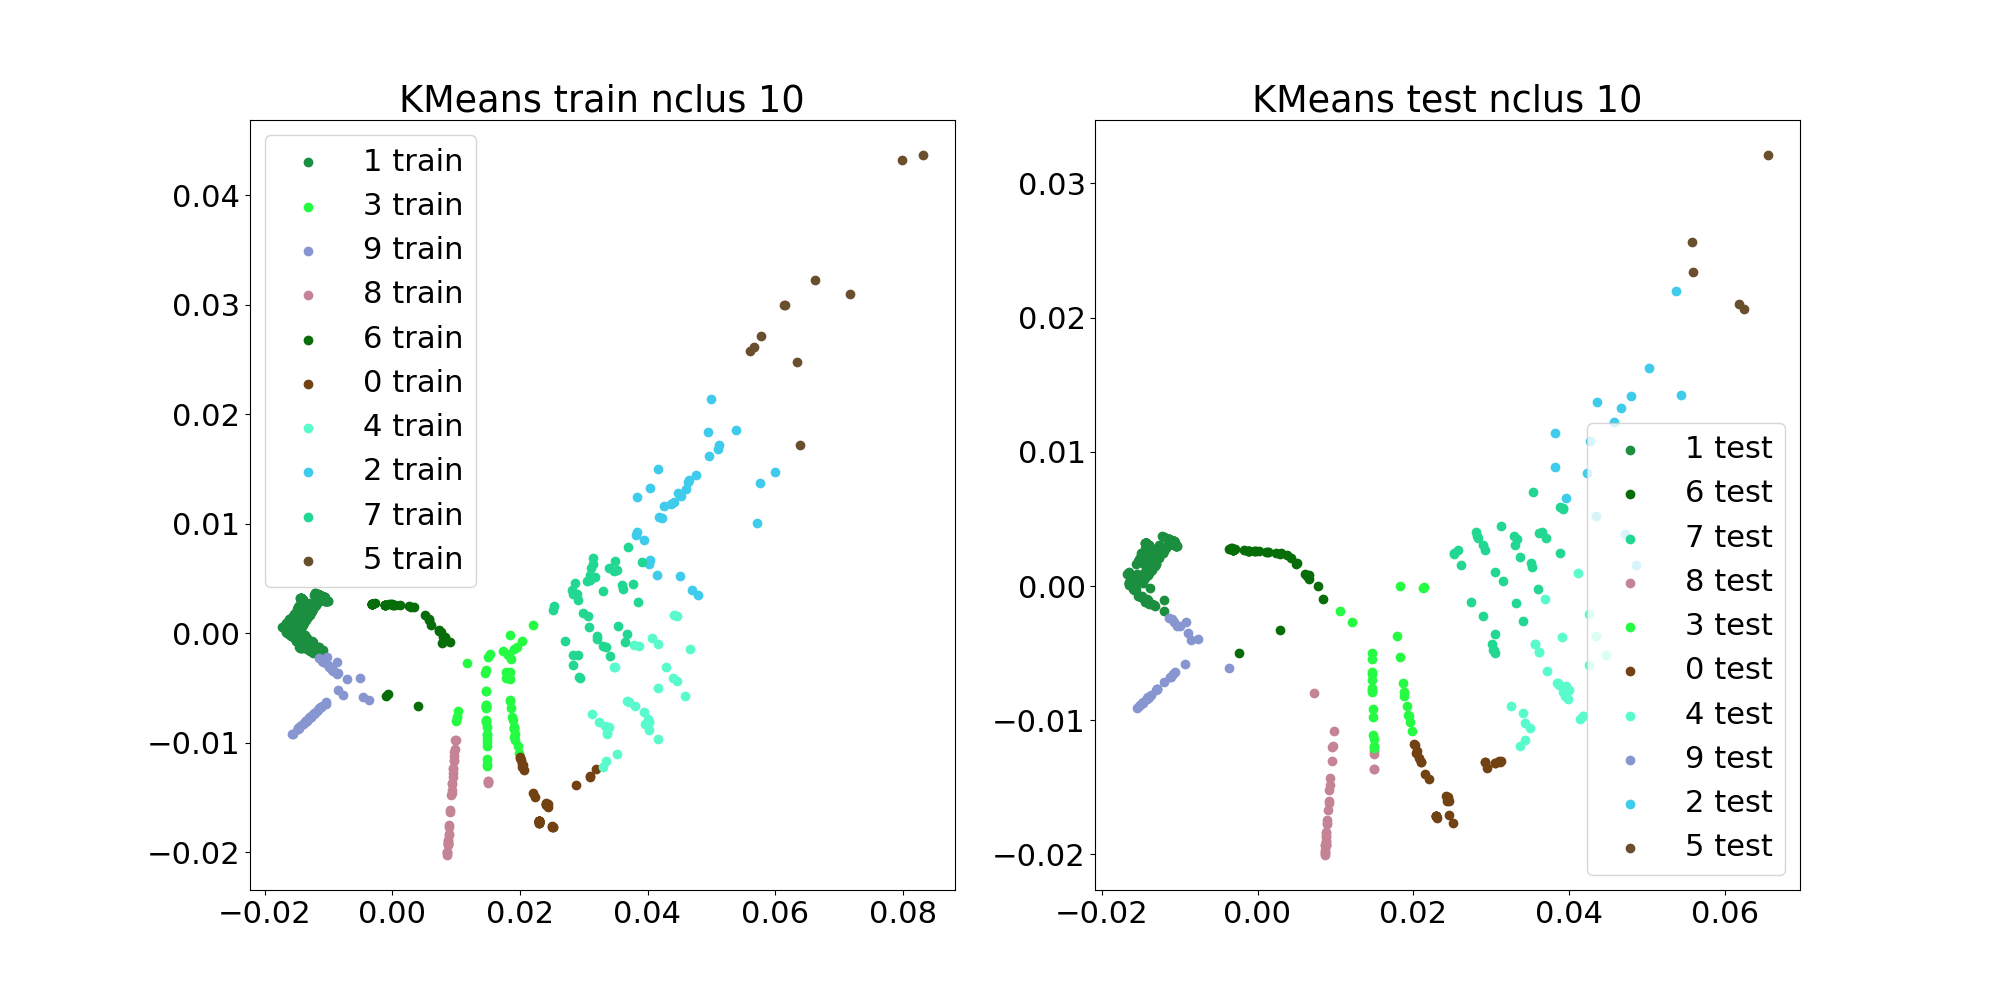 KMeans train nclus 10
1 train
3 train
9 train
8 train
6 train
0 train
4 train
2 train
7 train
5 train
0.04
0.03
0.02
0.01
0.00
−0.01
−0.02
−0.02 0.00 0.02 0.04 0.06 0.08
KMeans test nclus 10
0.03
0.02
0.01
0.00
−0.01
−0.02
1 test
6 test
7 test
8 test
3 test
0 test
4 test
9 test
2 test
5 test
−0.02 0.00 0.02 0.04 0.06